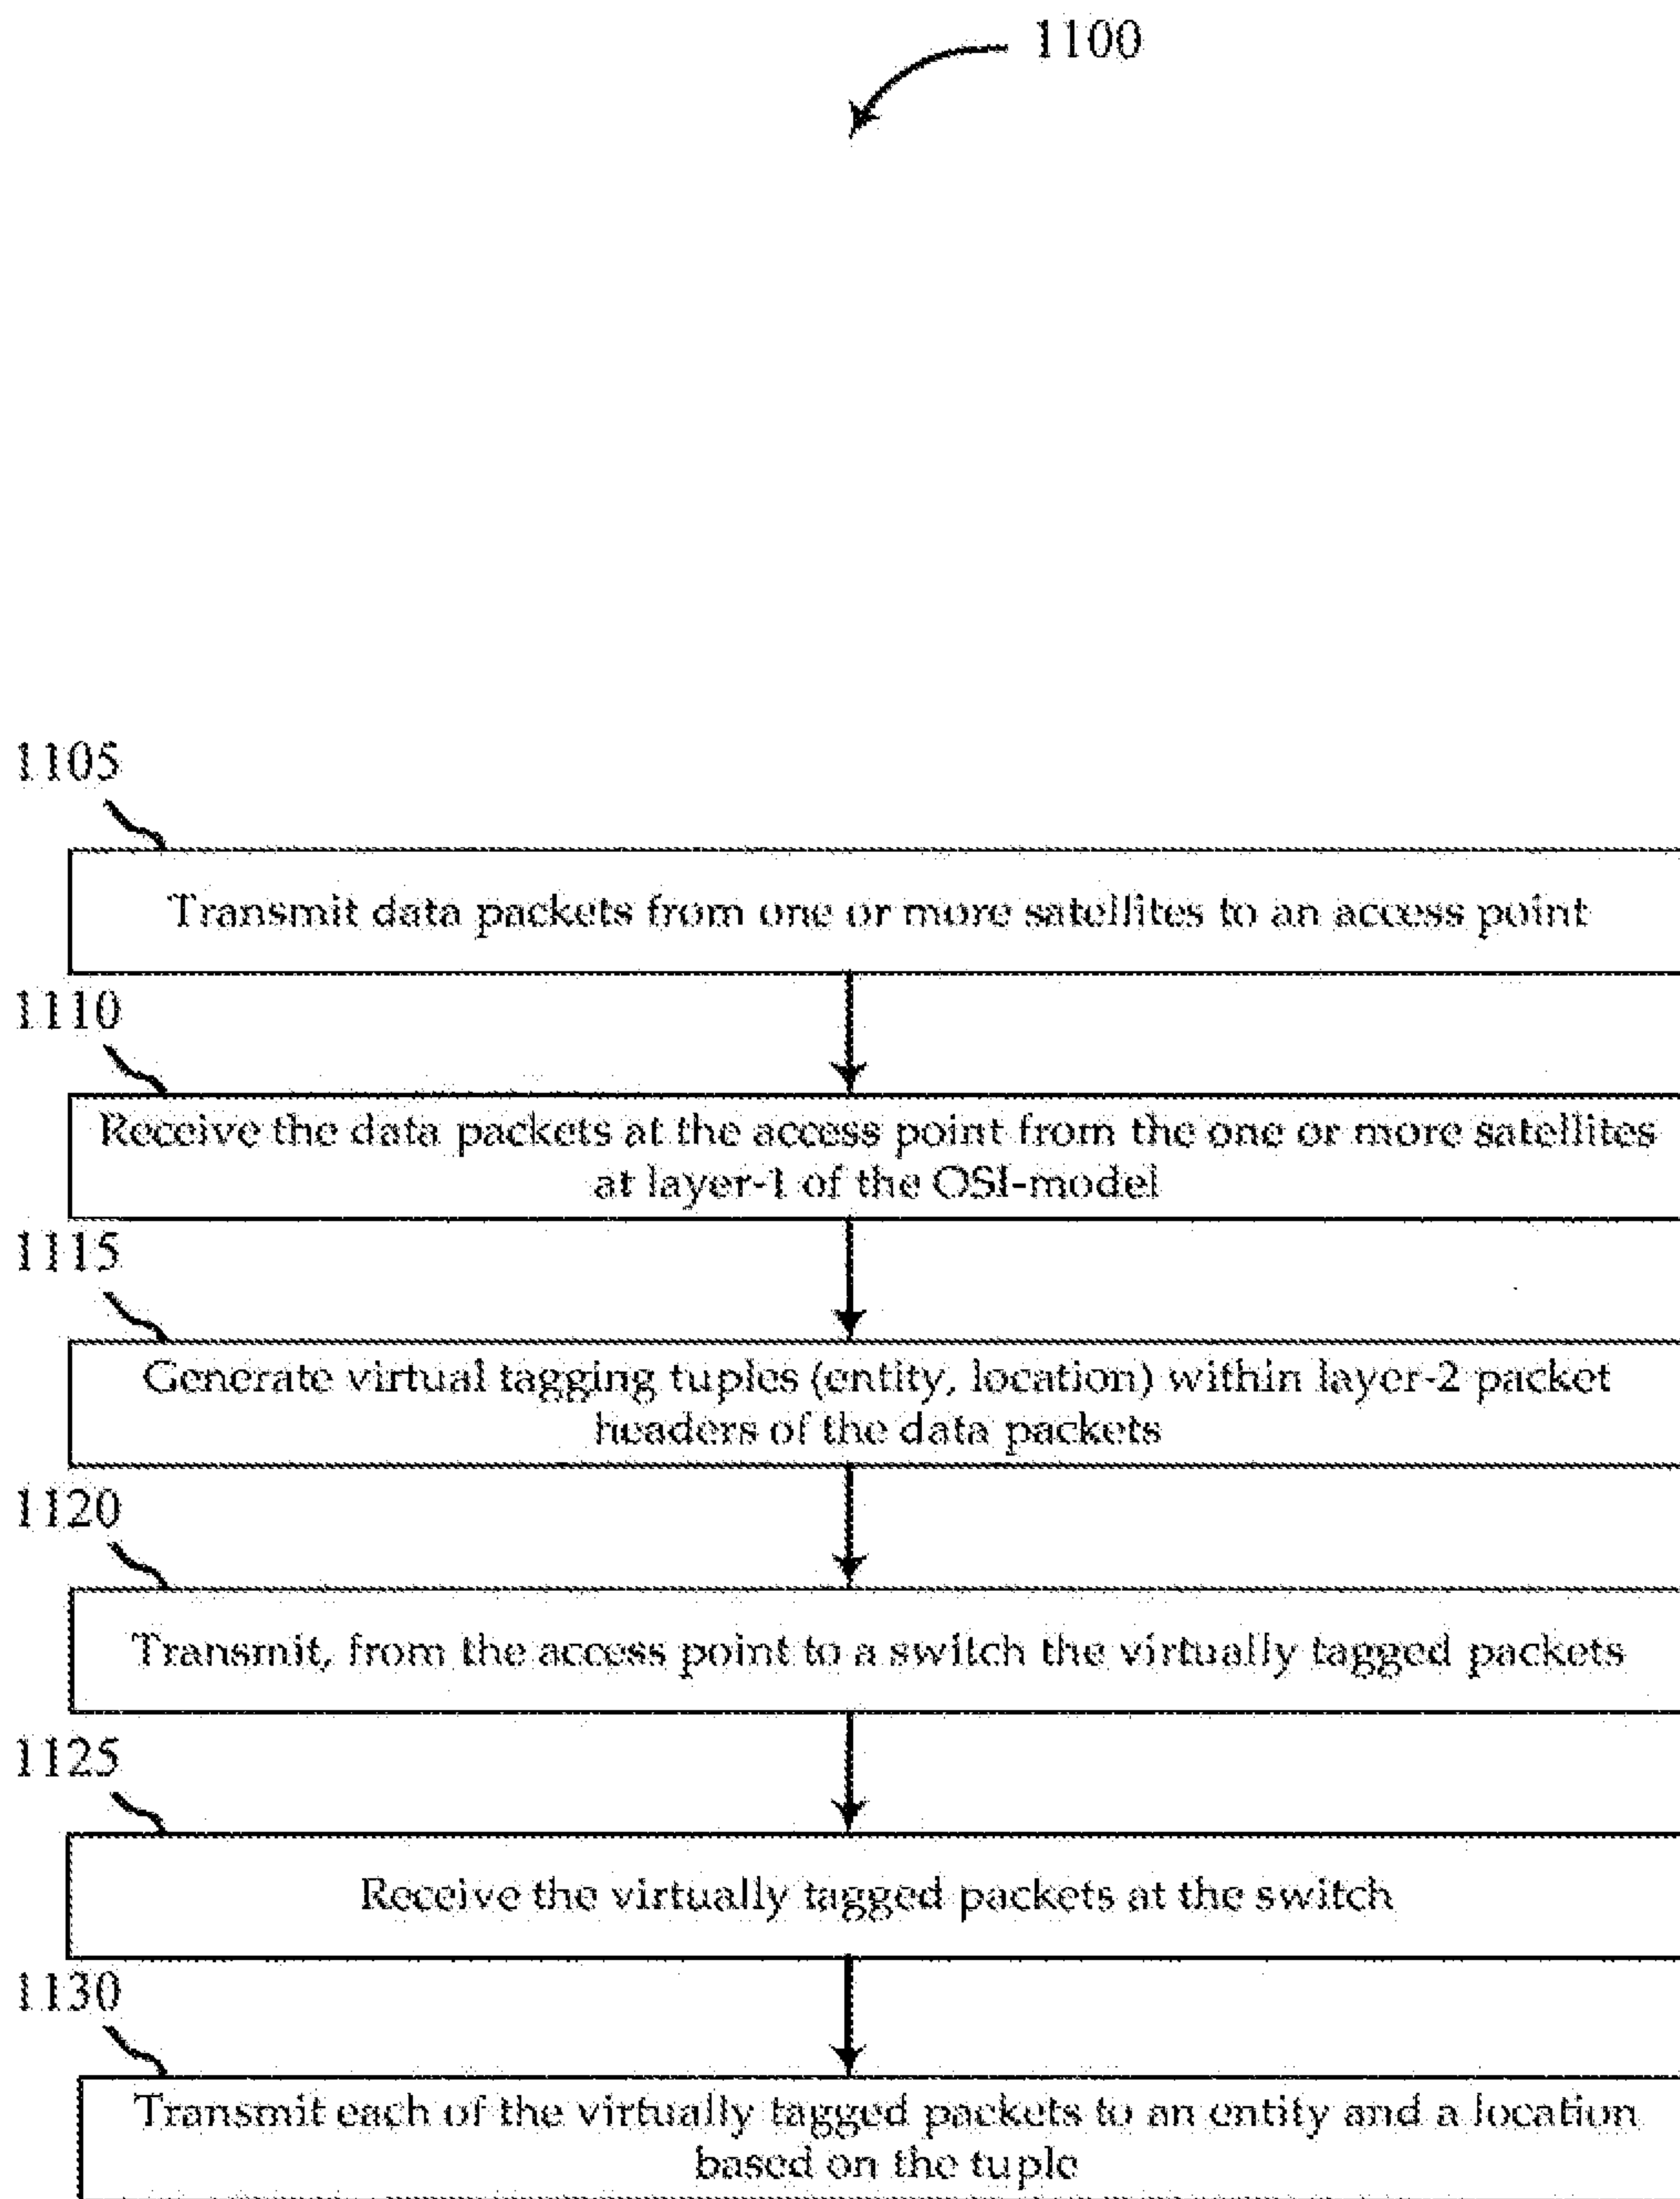 1100
1105
Transmit data packets from one or more satellites to an access point
1110
Receive the data packets at the access point from the one or more satellites
at layer-1 of the OSI-model
1115
Generate virtual tagging tuples (entity, location) within layer-2 packet
headers of the data packets
1120
Transmit, from the access point to a switch the virtually tagged packets
1125
Receive the virtually tagged packets at the switch
1130
Transmit each of the virtually tagged packets to an entity and a location
based on the tuple